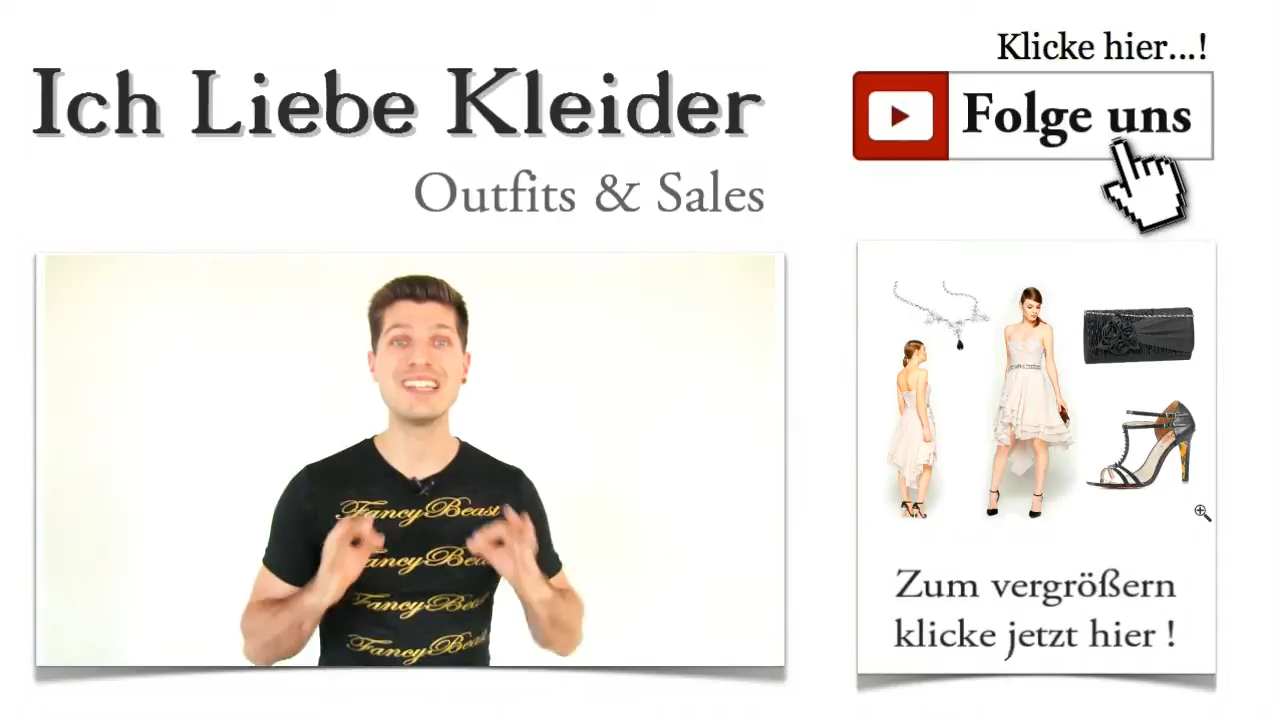 Klicke hier...!
Ich Liebe Kleider
Folge uns
Outfits & Sales
FancyBeast
FancyBeast
FancyBeast
FancyBeast
Zum vergrößern
klicke jetzt hier !